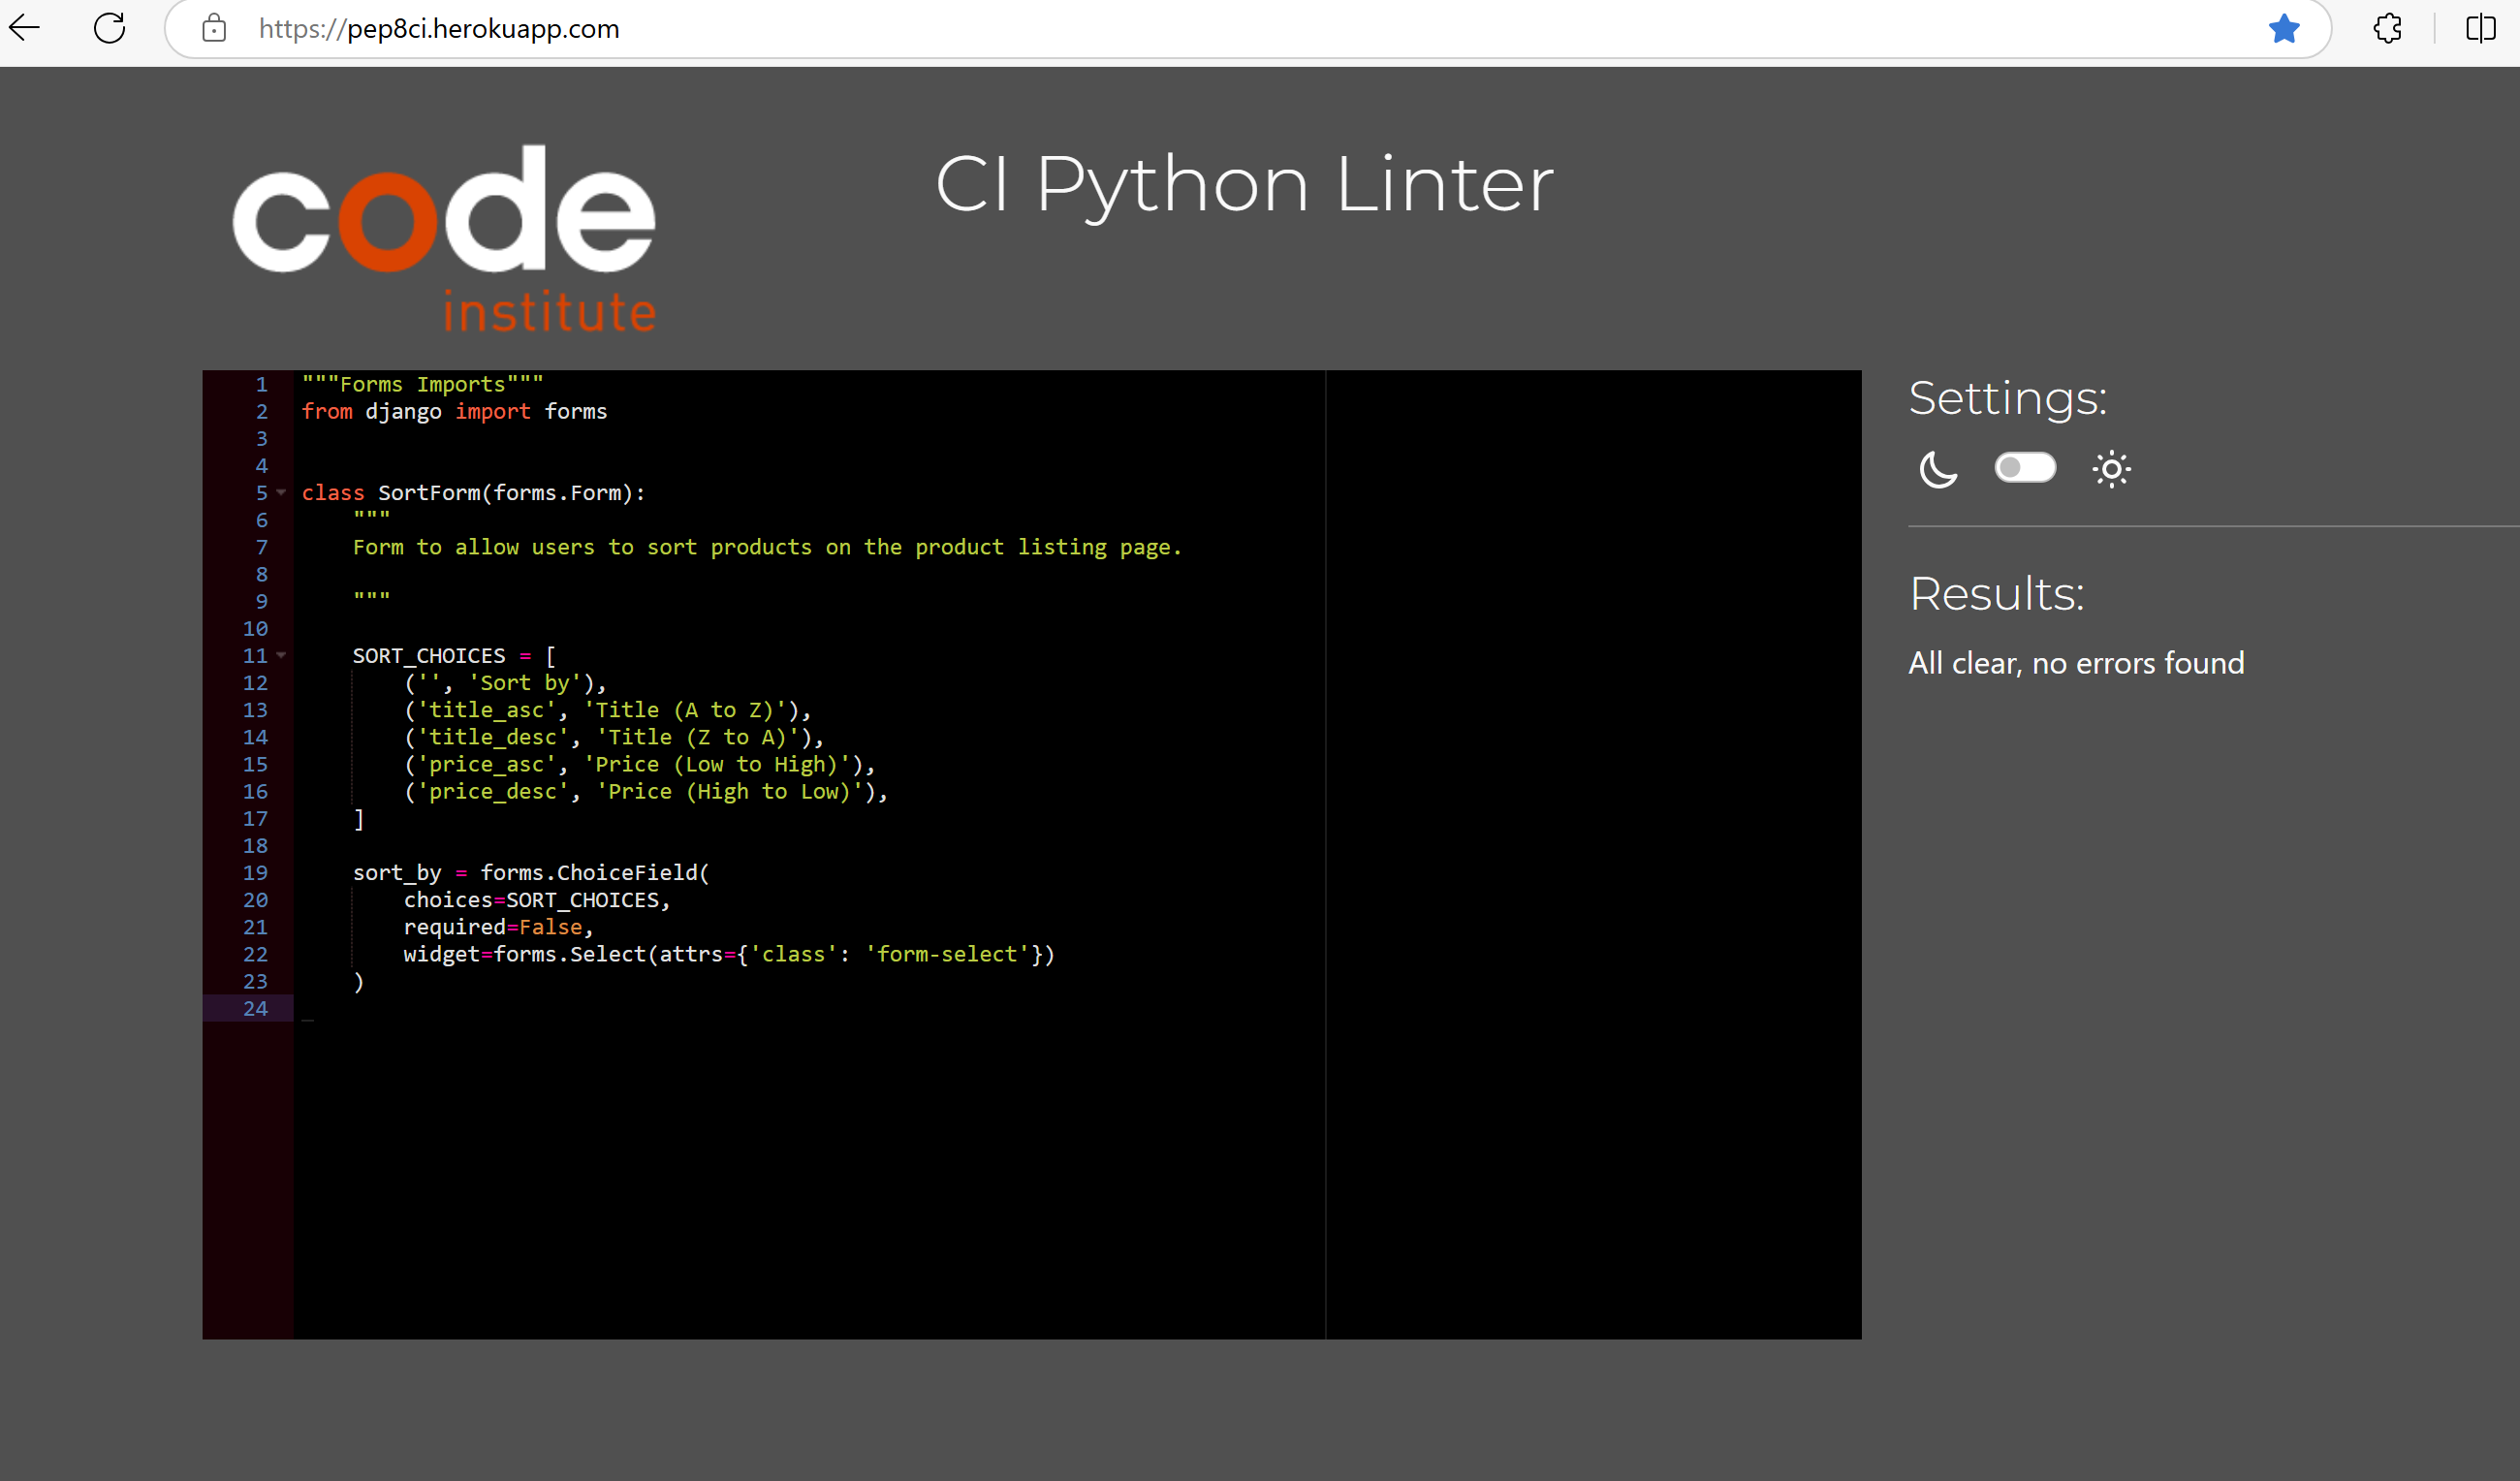 https://pep8ci.herokuapp.com
code
institute
CI Python Linter
1 """Forms Imports"""
2 from django import forms
3
4
5 class SortForm(forms.Form):
6     """
7     Form to allow users to sort products on the product listing page.
8
9     """
10
11     SORT_CHOICES = [
12         ('', 'Sort by'),
13         ('title_asc', 'Title (A to Z)'),
14         ('title_desc', 'Title (Z to A)'),
15         ('price_asc', 'Price (Low to High)'),
16         ('price_desc', 'Price (High to Low)'),
17     ]
18
19     sort_by = forms.ChoiceField(
20         choices=SORT_CHOICES,
21         required=False,
22         widget=forms.Select(attrs={'class': 'form-select'})
23     )
24
Settings:
Results:
All clear, no errors found